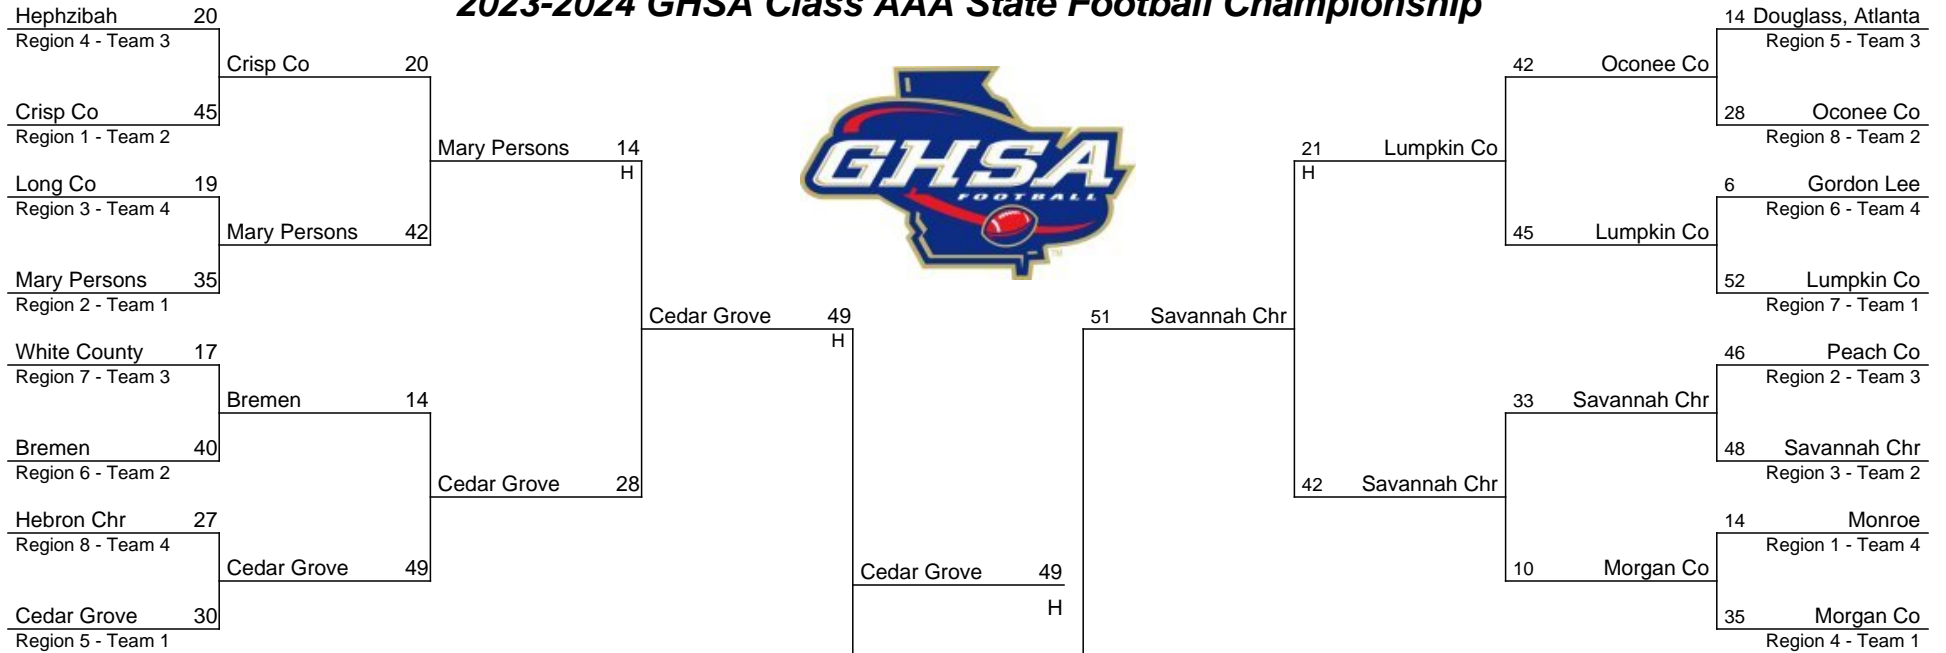 2023-2024 GHSA Class AAA State Football Championship
Hephzibah 20
Region 4 - Team 3
Crisp Co 20
Crisp Co 45
Region 1 - Team 2
Mary Persons 14
H
Long Co 19
Region 3 - Team 4
Mary Persons 42
Mary Persons 35
Region 2 - Team 1
Cedar Grove 49
H
White County 17
Region 7 - Team 3
Bremen 14
Bremen 40
Region 6 - Team 2
Cedar Grove 28
Hebron Chr 27
Region 8 - Team 4
Cedar Grove 49
Cedar Grove 30
Region 5 - Team 1
Cedar Grove 49
H
GHSA
FOOTBALL
TM
14 Douglass, Atlanta
Region 5 - Team 3
42 Oconee Co
28 Oconee Co
Region 8 - Team 2
21 Lumpkin Co
H
6 Gordon Lee
Region 6 - Team 4
45 Lumpkin Co
52 Lumpkin Co
Region 7 - Team 1
51 Savannah Chr
46 Peach Co
Region 2 - Team 3
33 Savannah Chr
48 Savannah Chr
Region 3 - Team 2
42 Savannah Chr
14 Monroe
Region 1 - Team 4
10 Morgan Co
35 Morgan Co
Region 4 - Team 1